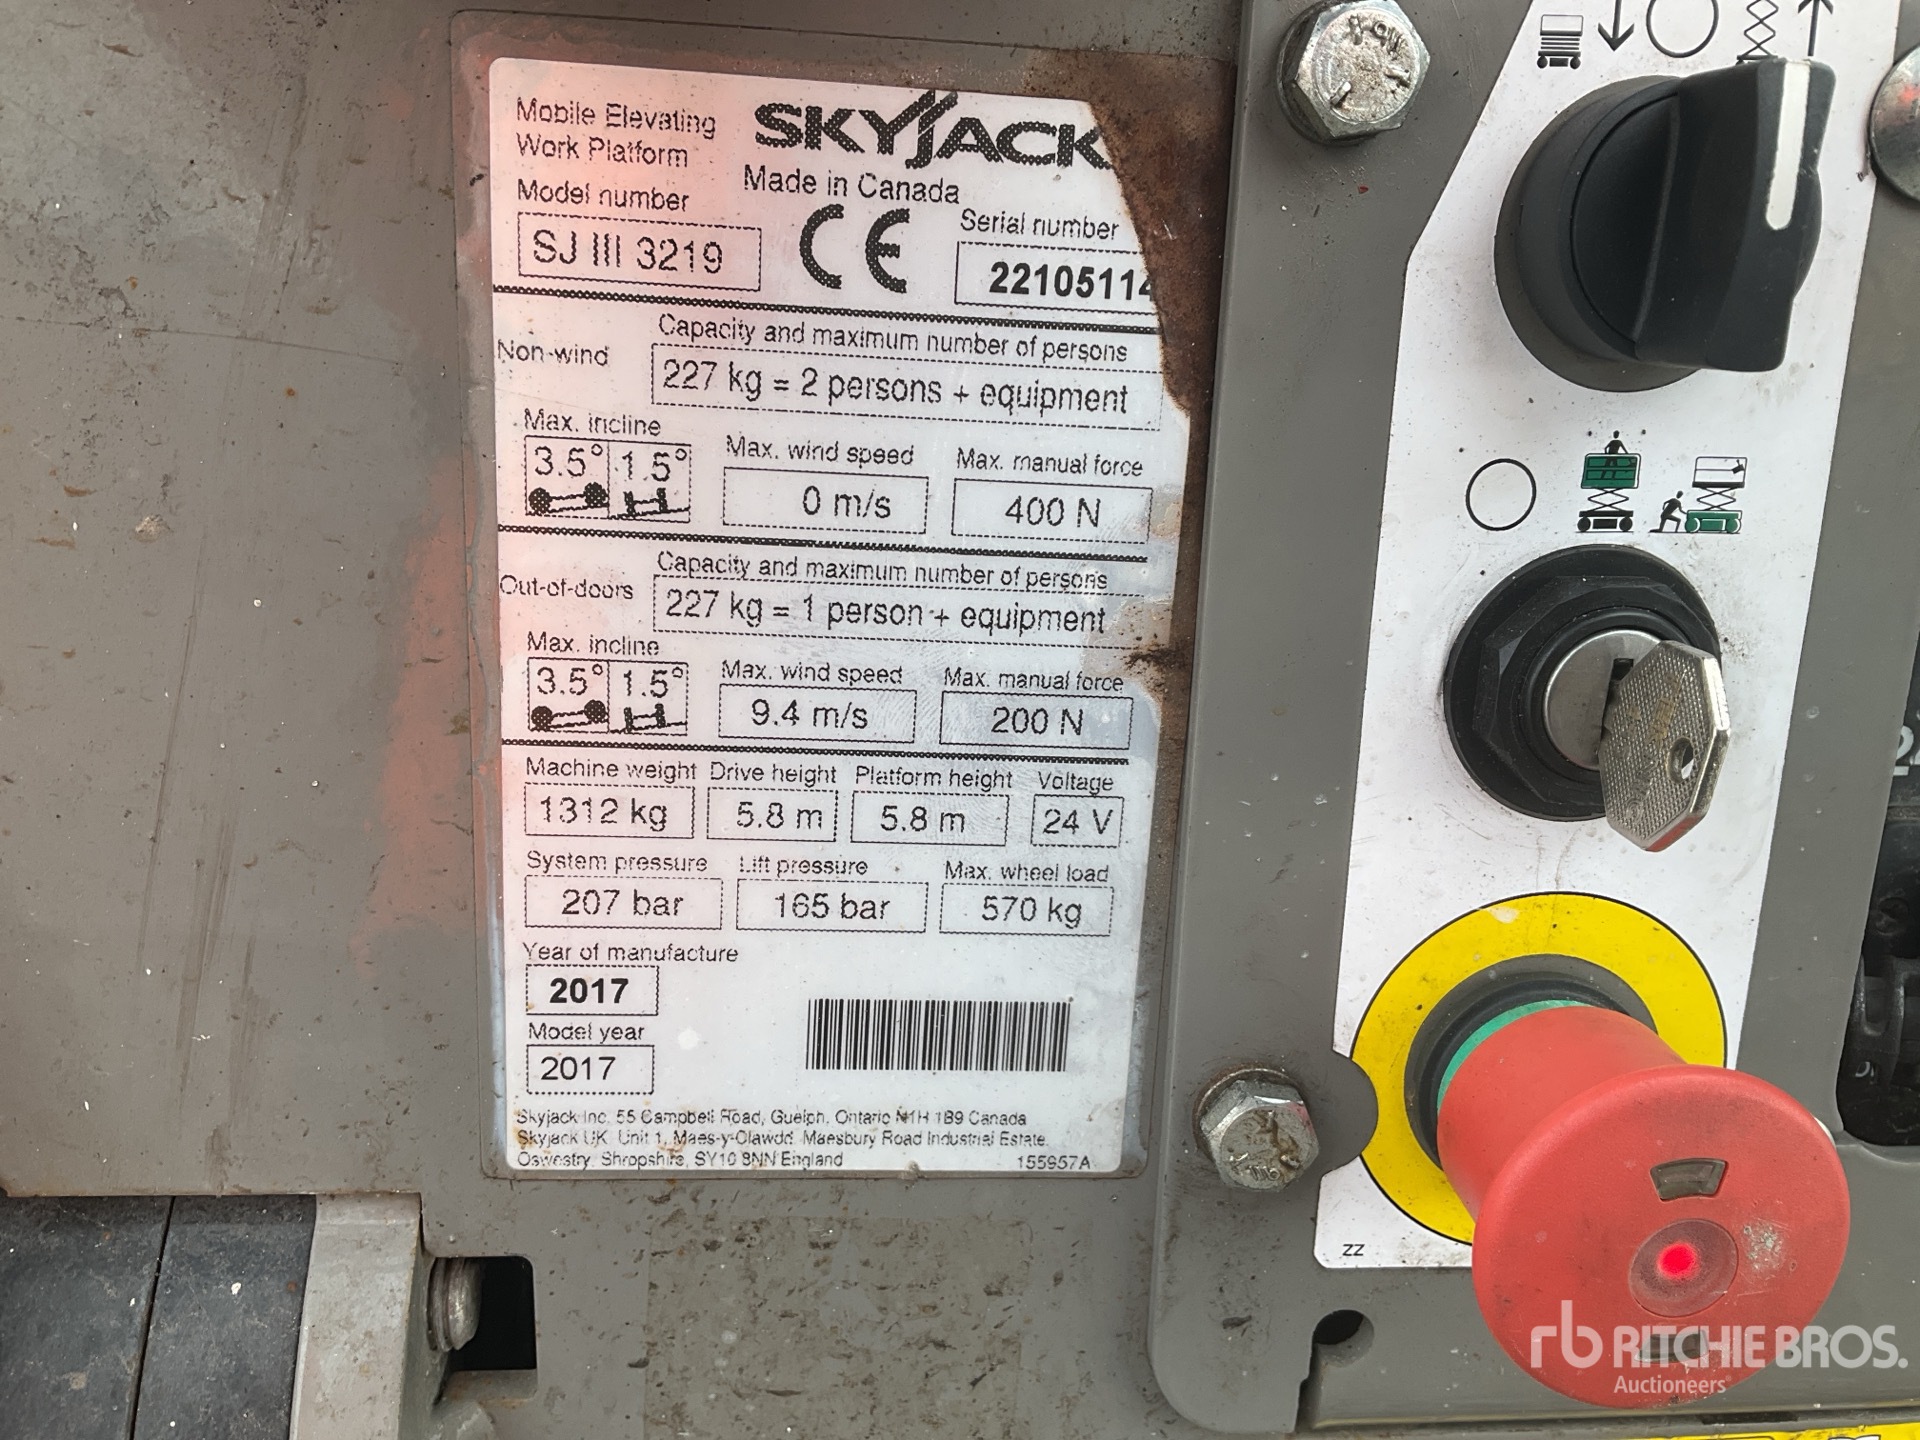 Mobile Elevating
Work Platform
SKYJACK
Made in Canada
Model number
SJ III 3219
CE
Serial number
22105114
Non-wind
Capacity and maximum number of persons
227 kg = 2 persons + equipment
Max. incline
3.5° 1.5°
Max. wind speed
0 m/s
Max. manual force
400 N
Out-of-doors
Capacity and maximum number of persons
227 kg = 1 person + equipment
Max. incline
3.5° 1.5°
Max. wind speed
9.4 m/s
Max. manual force
200 N
Machine weight Drive height Platform height Voltage
1312 kg 5.8 m 5.8 m 24 V
System pressure Lift pressure Max. wheel load
207 bar 165 bar 570 kg
Year of manufacture
2017
Model year
2017
Skyjack Inc. 55 Campbell Road, Guelph, Ontario N1H 1B9 Canada
Skyjack UK Unit 1, Maes-y-Clawdd Maesbury Road Industrial Estate.
Oswestry, Shropshire, SY10 8NN England
155957A
ZZ
rb RITCHIE BROS.
Auctioneers